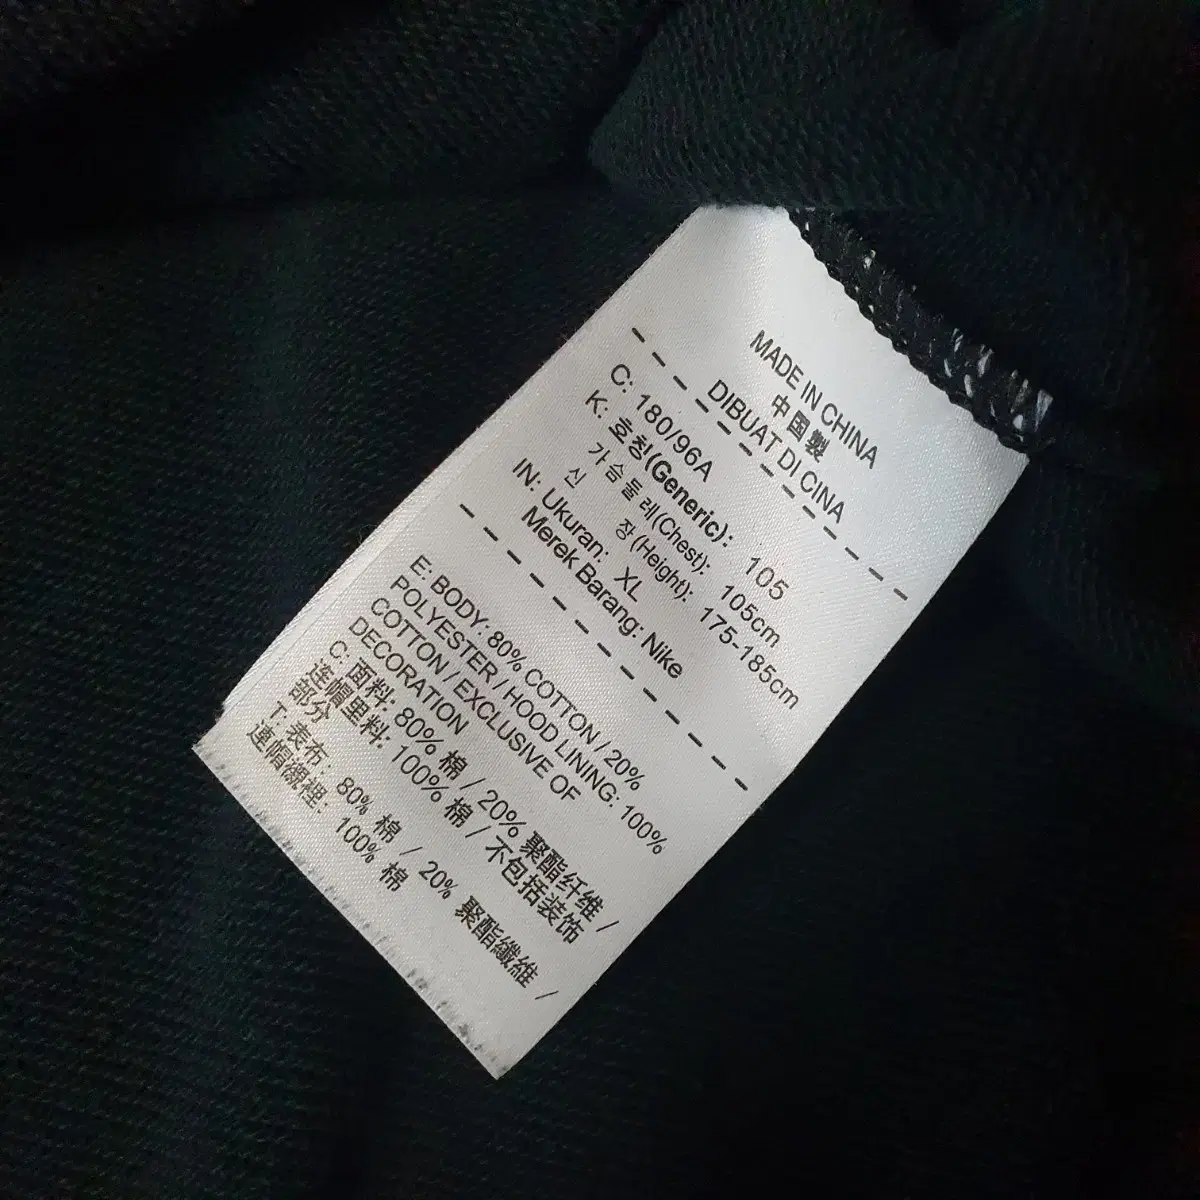 MADE IN CHINA
中国製
DIBUAT DI CINA
C: 180/96A
K: 호칭(Generic): 105
가슴둘레(Chest): 105cm
신 장(Height): 175-185cm
IN: Ukuran: XL
Merek Barang: Nike
E: BODY: 80% COTTON / 20%
POLYESTER / HOOD LINING: 100%
COTTON / EXCLUSIVE OF
DECORATION
C: 面料: 80% 棉 / 20% 聚酯纤维 /
连帽里料: 100% 棉 / 不包括装饰
部分
T: 表布: 80% 棉 / 20% 聚酯纖維 /
連帽襯裡: 100% 棉